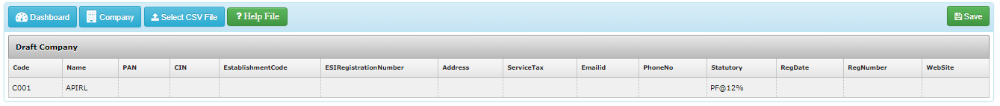 Dashboard Company Select CSV File ? Help File Save
Draft Company
Code Name PAN CIN EstablishmentCode ESIRegistrationNumber Address ServiceTax Emailid PhoneNo Statutory RegDate RegNumber WebSite
C001 APIRL PF@12%